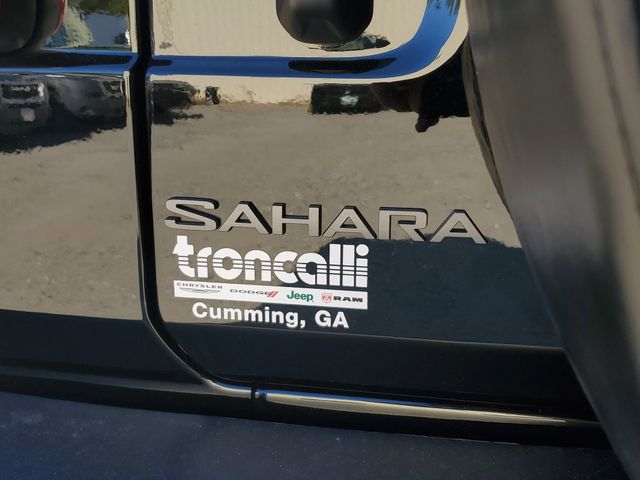 SAHARA
troncalli
CHRYSLER DODGE Jeep RAM
Cumming, GA